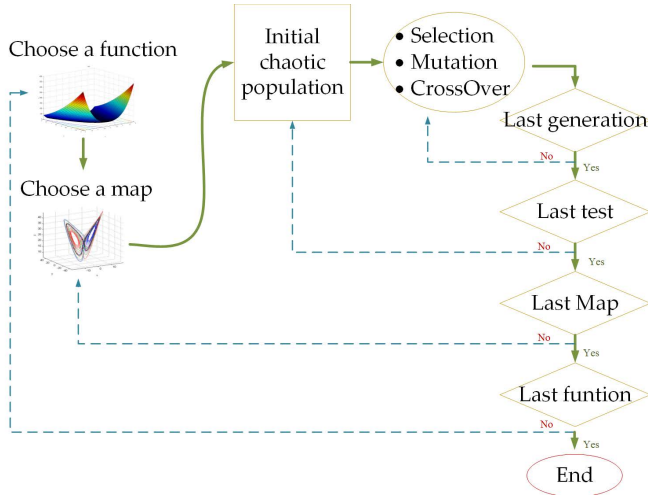 Choose a function
Choose a map
Initial
chaotic
population
• Selection
• Mutation
• CrossOver
Last generation
No
Yes
Last test
No
Yes
Last Map
No
Yes
Last funtion
No
Yes
End